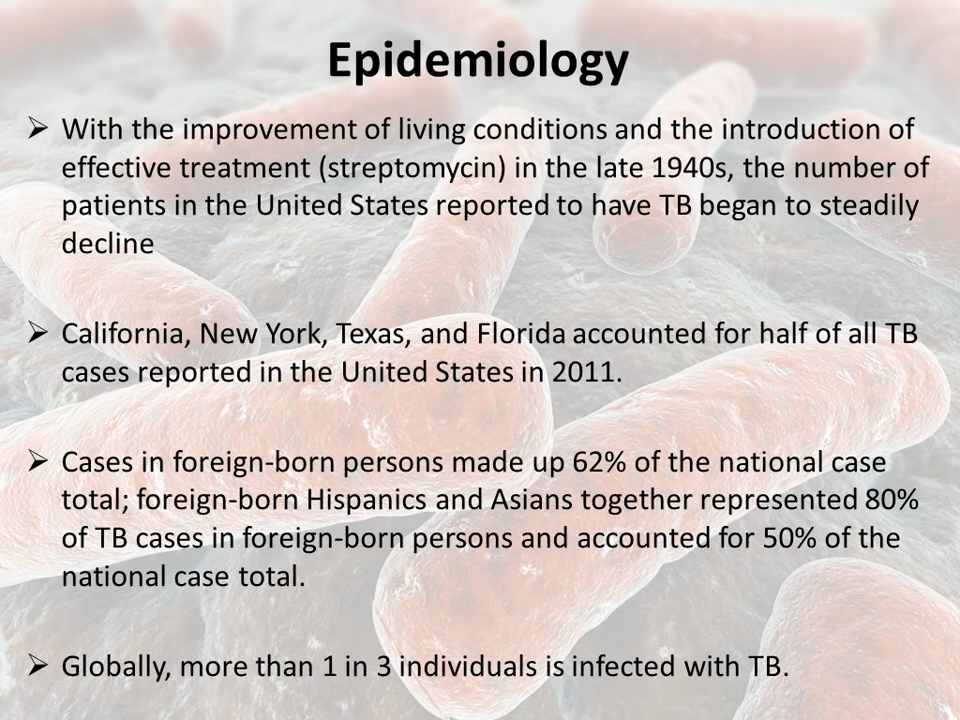 Epidemiology
➢ With the improvement of living conditions and the introduction of
effective treatment (streptomycin) in the late 1940s, the number of
patients in the United States reported to have TB began to steadily
decline
➢ California, New York, Texas, and Florida accounted for half of all TB
cases reported in the United States in 2011.
➢ Cases in foreign-born persons made up 62% of the national case
total; foreign-born Hispanics and Asians together represented 80%
of TB cases in foreign-born persons and accounted for 50% of the
national case total.
➢ Globally, more than 1 in 3 individuals is infected with TB.